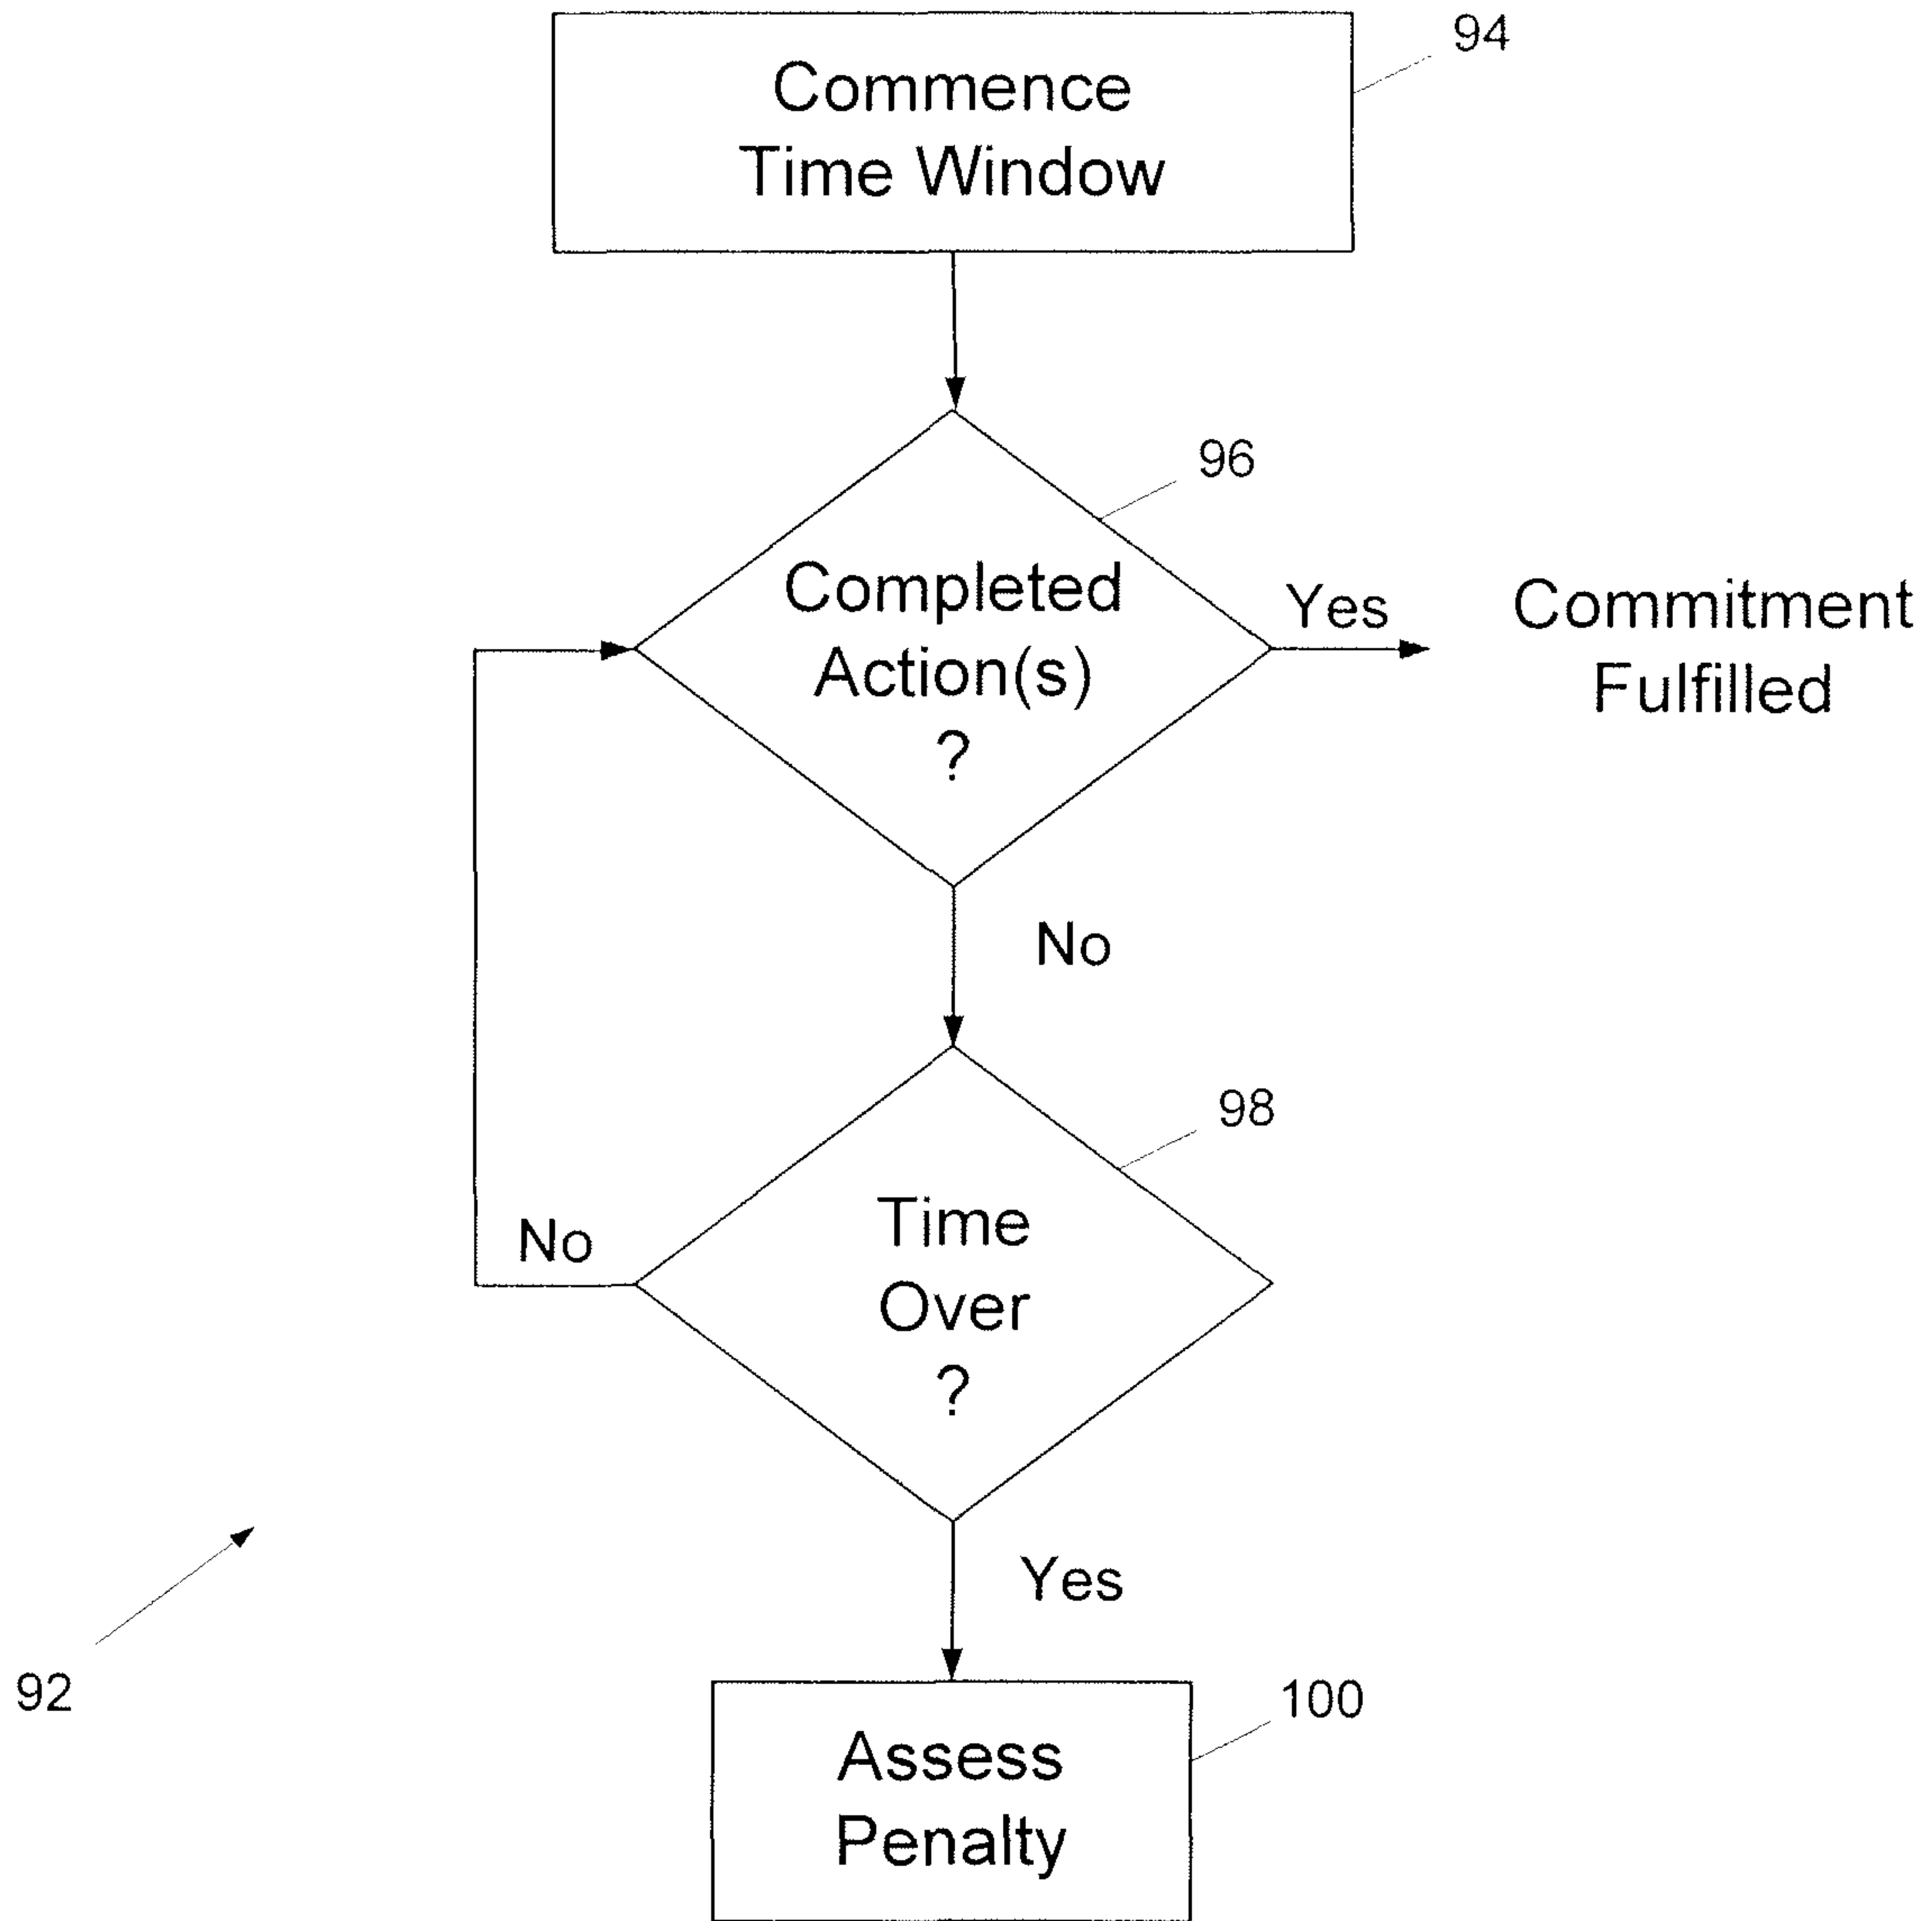 94
Commence
Time Window
96
Completed
Action(s)
?
Yes
Commitment
Fulfilled
No
98
Time
Over
?
No
Yes
92
100
Assess
Penalty